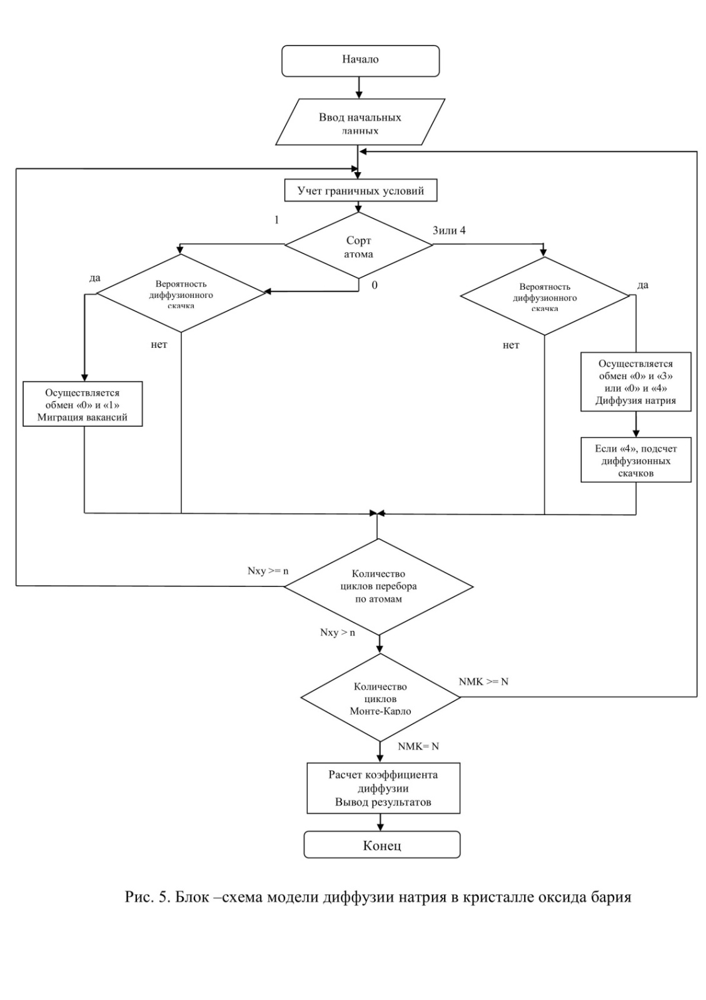 Начало
Ввод начальных
данных
Учет граничных условий
1
3или 4
Сорт
атома
0
да
Вероятность
диффузионного
скачка
нет
Вероятность
диффузионного
скачка
да
нет
Осуществляется
обмен «0» и «1»
Миграция вакансий
Осуществляется
обмен «0» и «3»
или «0» и «4»
Диффузия натрия
Если «4», подсчет
диффузионных
скачков
Nxy >= n
Количество
циклов перебора
по атомам
Nxy > n
Количество
циклов
Монте-Карло
NMK >= N
NMK= N
Расчет коэффициента
диффузии
Вывод результатов
Конец
Рис. 5. Блок –схема модели диффузии натрия в кристалле оксида бария